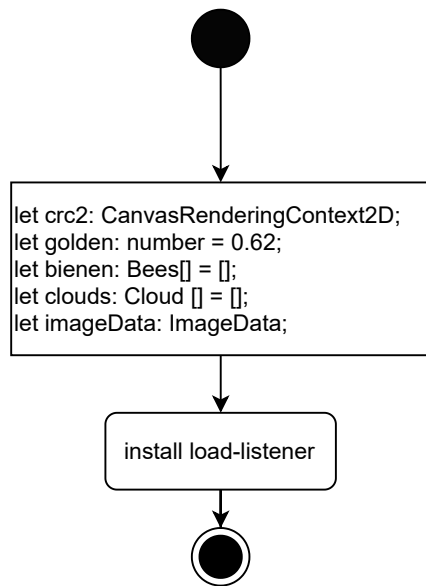 let crc2: CanvasRenderingContext2D;
let golden: number = 0.62;
let bienen: Bees[] = [];
let clouds: Cloud [] = [];
let imageData: ImageData;
install load-listener